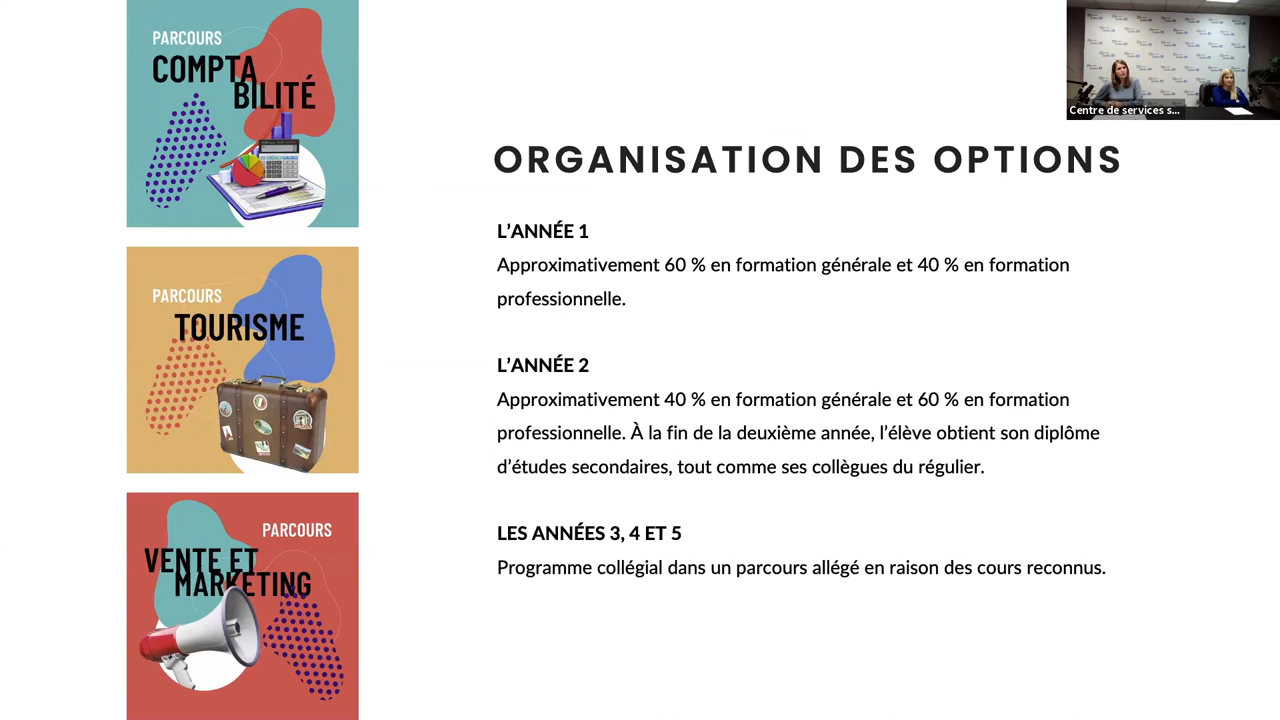 PARCOURS
COMPTA
BILITÉ
PARCOURS
TOURISME
PARCOURS
VENTE ET
MARKETING
Centre de services s...
ORGANISATION DES OPTIONS
L’ANNÉE 1
Approximativement 60 % en formation générale et 40 % en formation
professionnelle.
L’ANNÉE 2
Approximativement 40 % en formation générale et 60 % en formation
professionnelle. À la fin de la deuxième année, l’élève obtient son diplôme
d’études secondaires, tout comme ses collègues du régulier.
LES ANNÉES 3, 4 ET 5
Programme collégial dans un parcours allégé en raison des cours reconnus.